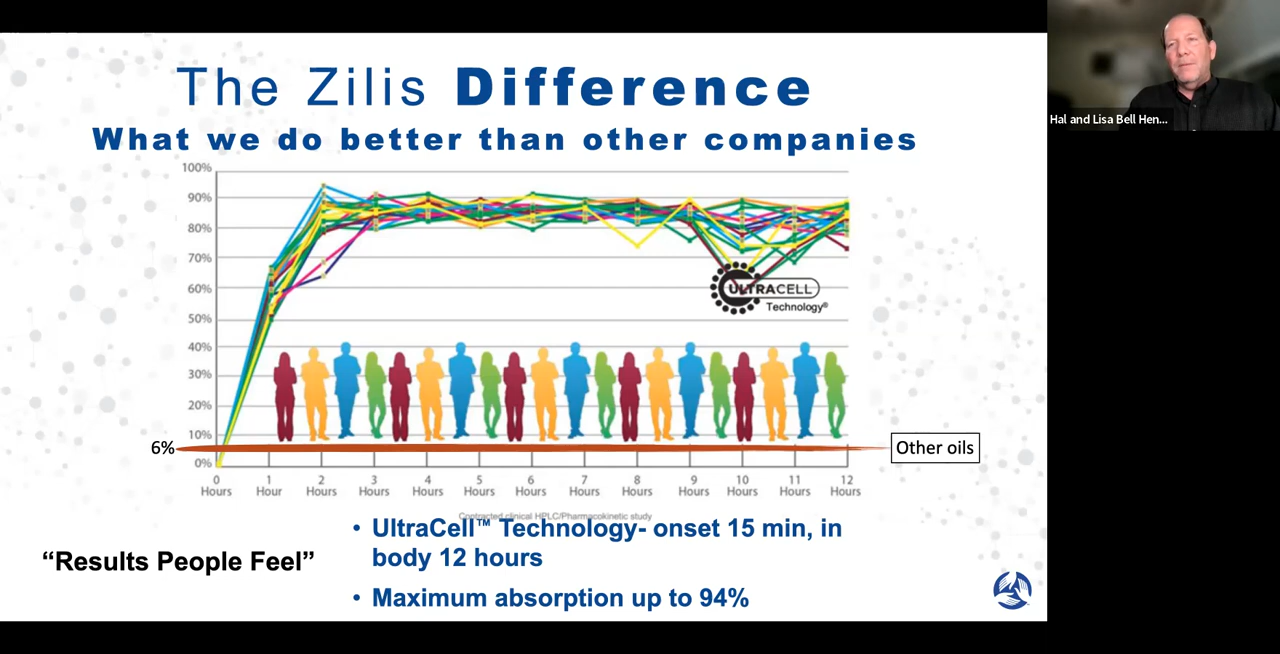 The Zilis Difference
What we do better than other companies
Hal and Lisa Bell Hen...
100%
90%
80%
70%
60%
50%
40%
30%
20%
10%
0%
6%
ULTRACELL
Technology®
Other oils
0 1 2 3 4 5 6 7 8 9 10 11 12
Hours Hour Hours Hours Hours Hours Hours Hours Hours Hours Hours Hours Hours
Contracted clinical HPLC/Pharmacokinetic study
• UltraCell™ Technology- onset 15 min, in
body 12 hours
"Results People Feel"
• Maximum absorption up to 94%